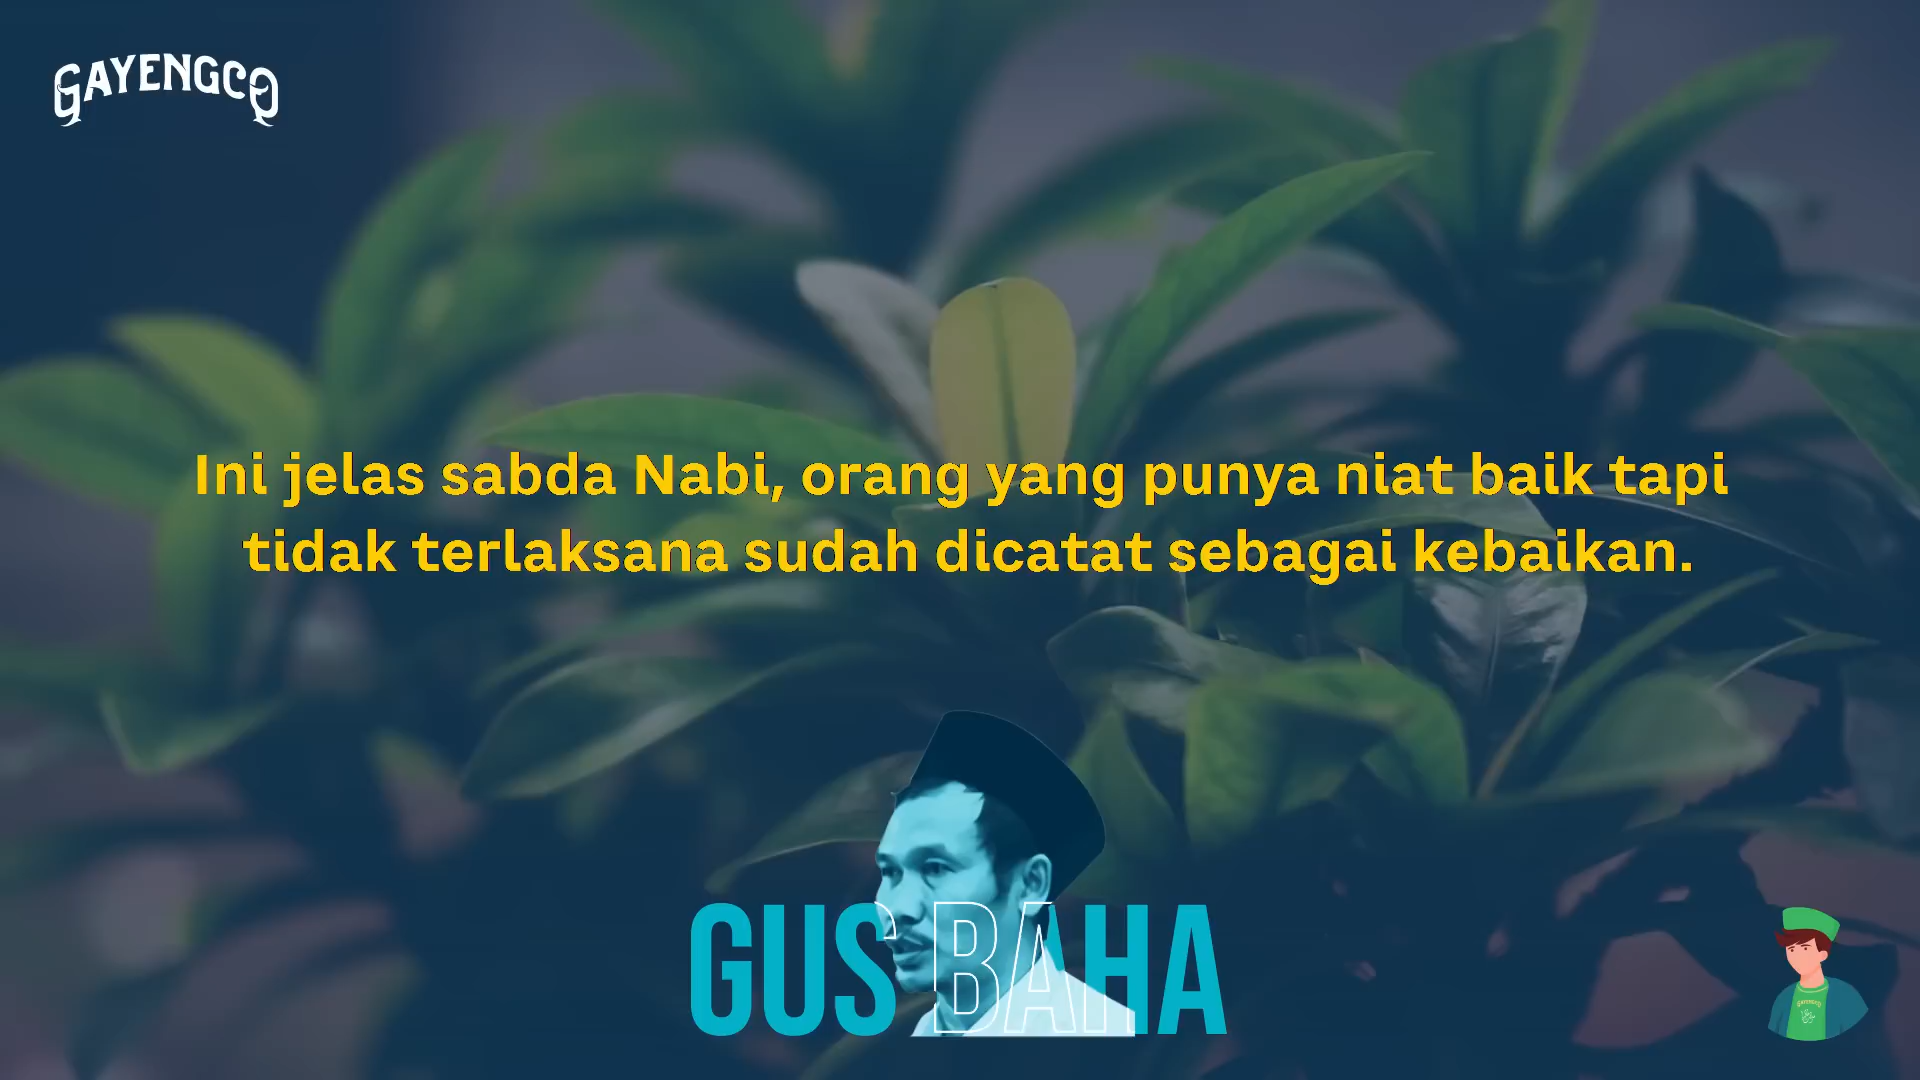 GAYENGCO
Ini jelas sabda Nabi, orang yang punya niat baik tapi
tidak terlaksana sudah dicatat sebagai kebaikan.
GUS BAHA